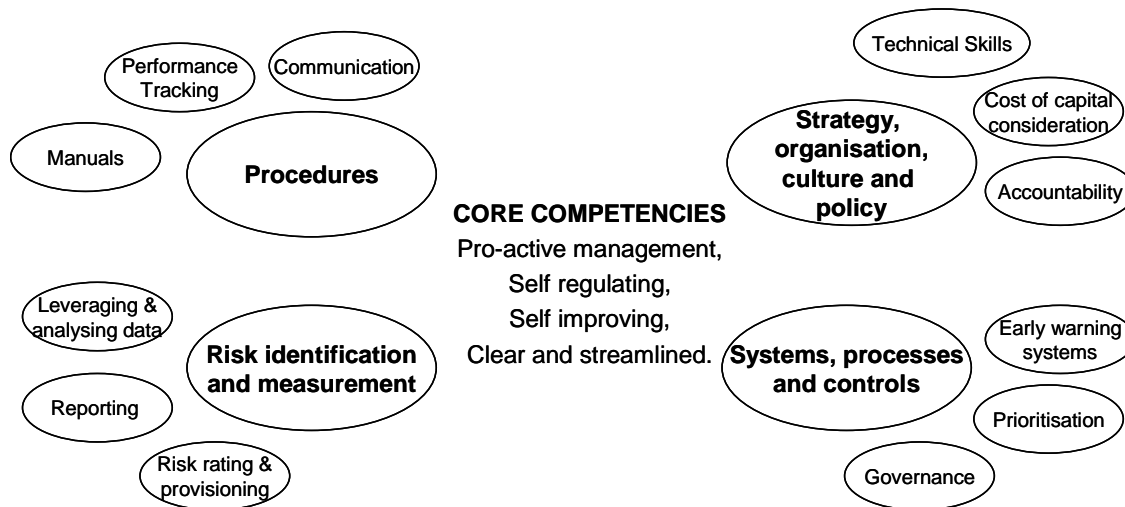 Performance
Tracking
Communication
Manuals
Procedures
Technical Skills
Cost of capital
consideration
Strategy,
organisation,
culture and
policy
Accountability
CORE COMPETENCIES
Pro-active management,
Self regulating,
Self improving,
Clear and streamlined.
Leveraging &
analysing data
Risk identification
and measurement
Reporting
Risk rating &
provisioning
Early warning
systems
Systems, processes
and controls
Prioritisation
Governance